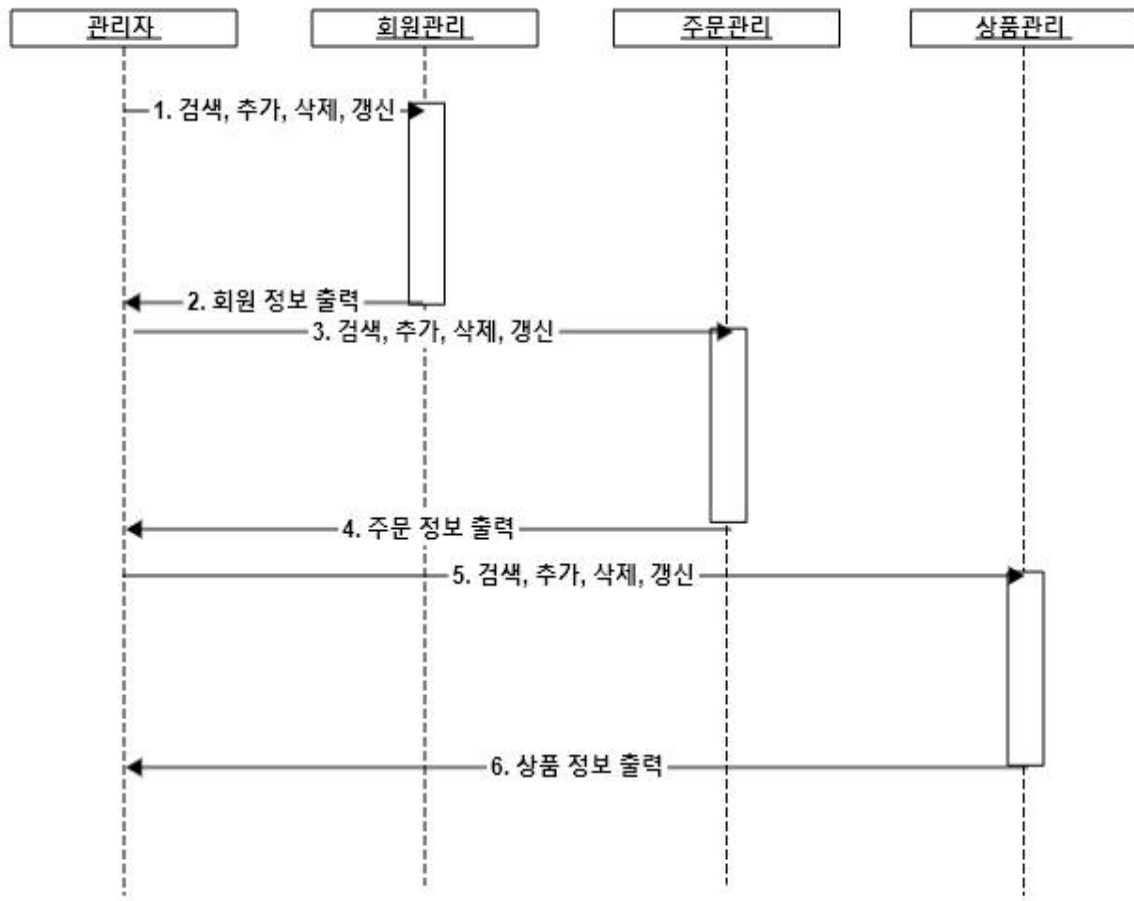 관리자
회원관리
주문관리
상품관리
1. 검색, 추가, 삭제, 갱신
2. 회원 정보 출력
3. 검색, 추가, 삭제, 갱신
4. 주문 정보 출력
5. 검색, 추가, 삭제, 갱신
6. 상품 정보 출력